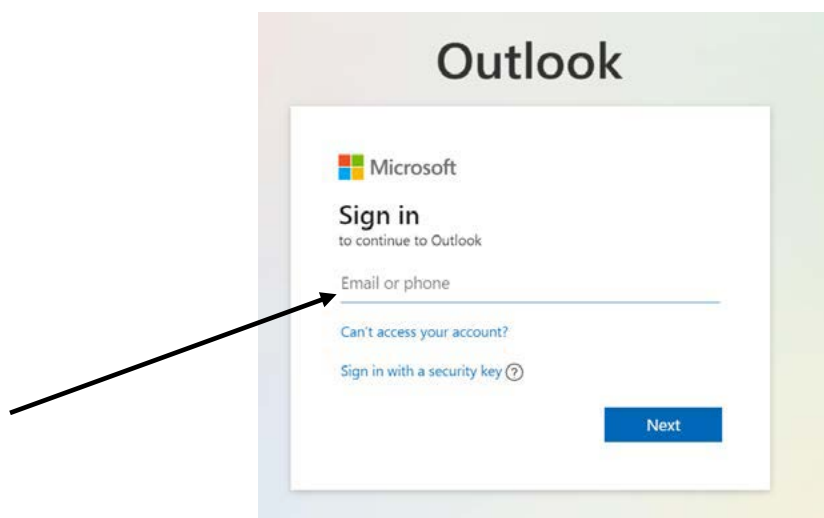 Outlook
Microsoft
Sign in
to continue to Outlook
Email or phone
Can't access your account?
Sign in with a security key ?
Next